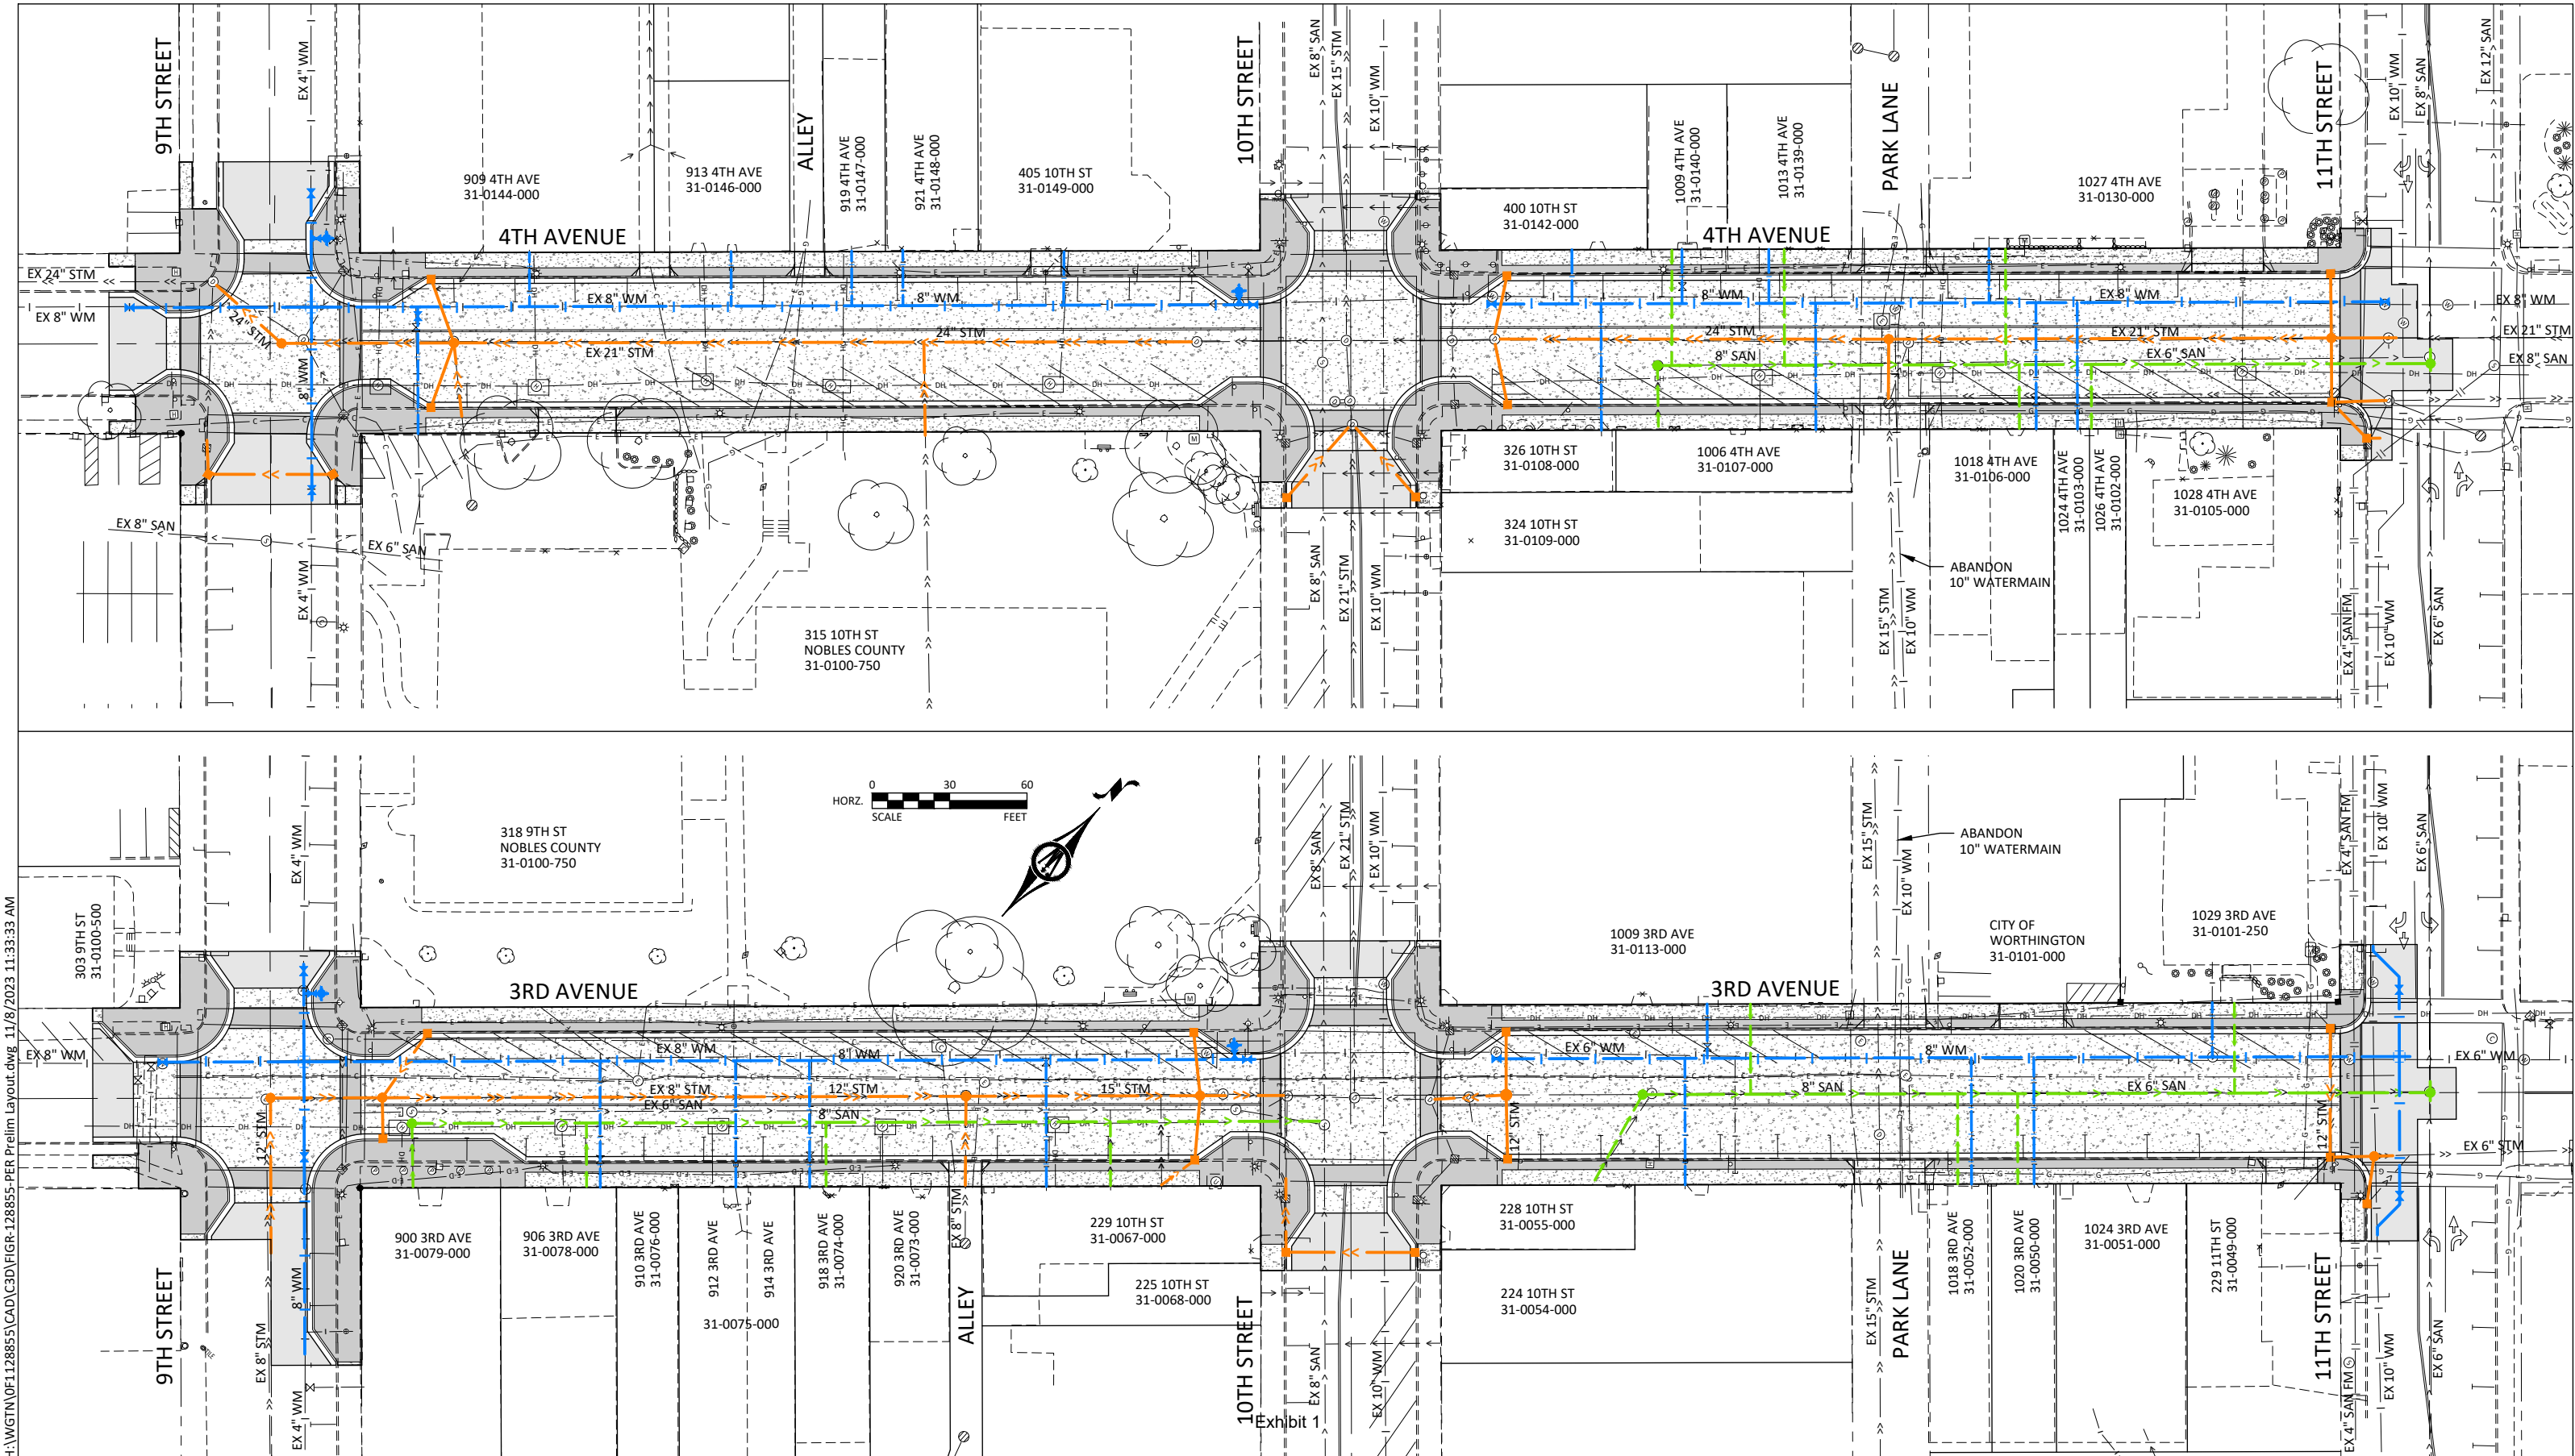 9TH STREET
EX 4" WM
909 4TH AVE
31-0144-000
913 4TH AVE
31-0146-000
ALLEY
919 4TH AVE
31-0147-000
921 4TH AVE
31-0148-000
405 10TH ST
31-0149-000
10TH STREET
EX 8" SAN
EX 15" STM
EX 10" WM
400 10TH ST
31-0142-000
1009 4TH AVE
31-0140-000
1013 4TH AVE
31-0139-000
PARK LANE
1027 4TH AVE
31-0130-000
11TH STREET
EX 10" WM
EX 8" SAN
EX 12" SAN
4TH AVENUE
4TH AVENUE
EX 24" STM
EX 8" WM
24" STM
8" WM
EX 8" WM
8" WM
24" STM
EX 21" STM
8" WM
EX 8" WM
24" STM
EX 21" STM
8" SAN
EX 6" SAN
EX 8" WM
EX 21" STM
EX 8" SAN
EX 8" SAN
EX 6" SAN
EX 4" WM
315 10TH ST
NOBLES COUNTY
31-0100-750
EX 8" SAN
EX 21" STM
EX 10" WM
326 10TH ST
31-0108-000
1006 4TH AVE
31-0107-000
324 10TH ST
31-0109-000
EX 15" STM
EX 10" WM
ABANDON
10" WATERMAIN
1018 4TH AVE
31-0106-000
1024 4TH AVE
31-0103-000
1026 4TH AVE
31-0102-000
1028 4TH AVE
31-0105-000
EX 4" SAN FM
EX 10" WM
EX 6" SAN
303 9TH ST
31-0100-500
EX 4" WM
318 9TH ST
NOBLES COUNTY
31-0100-750
HORZ.
0 30 60
SCALE FEET
EX 8" SAN
EX 21" STM
EX 10" WM
1009 3RD AVE
31-0113-000
EX 15" STM
EX 10" WM
ABANDON
10" WATERMAIN
CITY OF
WORTHINGTON
31-0101-000
1029 3RD AVE
31-0101-250
EX 4" SAN FM
EX 10" WM
EX 6" SAN
3RD AVENUE
3RD AVENUE
EX 8" WM
EX 8" WM
8" WM
EX 8" STM
12" STM
15" STM
EX 6" SAN
8" SAN
12" STM
8" WM
EX 6" WM
8" WM
8" SAN
EX 6" SAN
12" STM
12" STM
EX 6" WM
EX 6" STM
9TH STREET
EX 8" STM
EX 4" WM
900 3RD AVE
31-0079-000
906 3RD AVE
31-0078-000
910 3RD AVE
31-0076-000
912 3RD AVE
914 3RD AVE
31-0075-000
918 3RD AVE
31-0074-000
920 3RD AVE
31-0073-000
EX 8" STM
ALLEY
229 10TH ST
31-0067-000
225 10TH ST
31-0068-000
10TH STREET
EX 8" SAN
EX 10" WM
228 10TH ST
31-0055-000
224 10TH ST
31-0054-000
EX 15" STM
PARK LANE
1018 3RD AVE
31-0052-000
1020 3RD AVE
31-0050-000
1024 3RD AVE
31-0051-000
229 11TH ST
31-0049-000
11TH STREET
EX 4" SAN FM
EX 10" WM
EX 6" SAN
Exhibit 1
H:\WGTN\0F1128855\CAD\C3D\FIGR-128855-PER Prelim Layout.dwg 11/8/2023 11:33:33 AM